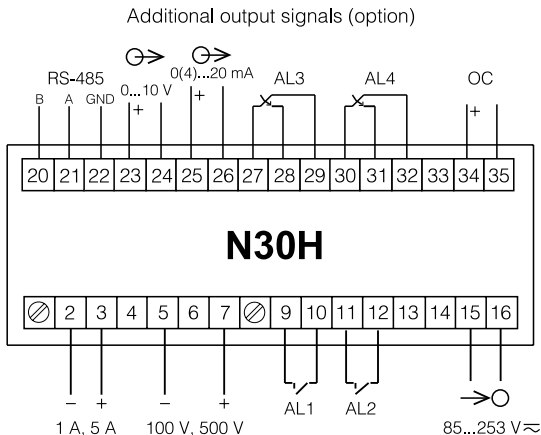 Additional output signals (option)
RS-485 0...10 V 0(4)...20 mA AL3 AL4 OC
B A GND + + +
20 21 22 23 24 25 26 27 28 29 30 31 32 33 34 35
N30H
2 3 4 5 6 7 9 10 11 12 13 14 15 16
− + − + AL1 AL2
1 A, 5 A 100 V, 500 V 85...253 V ≂